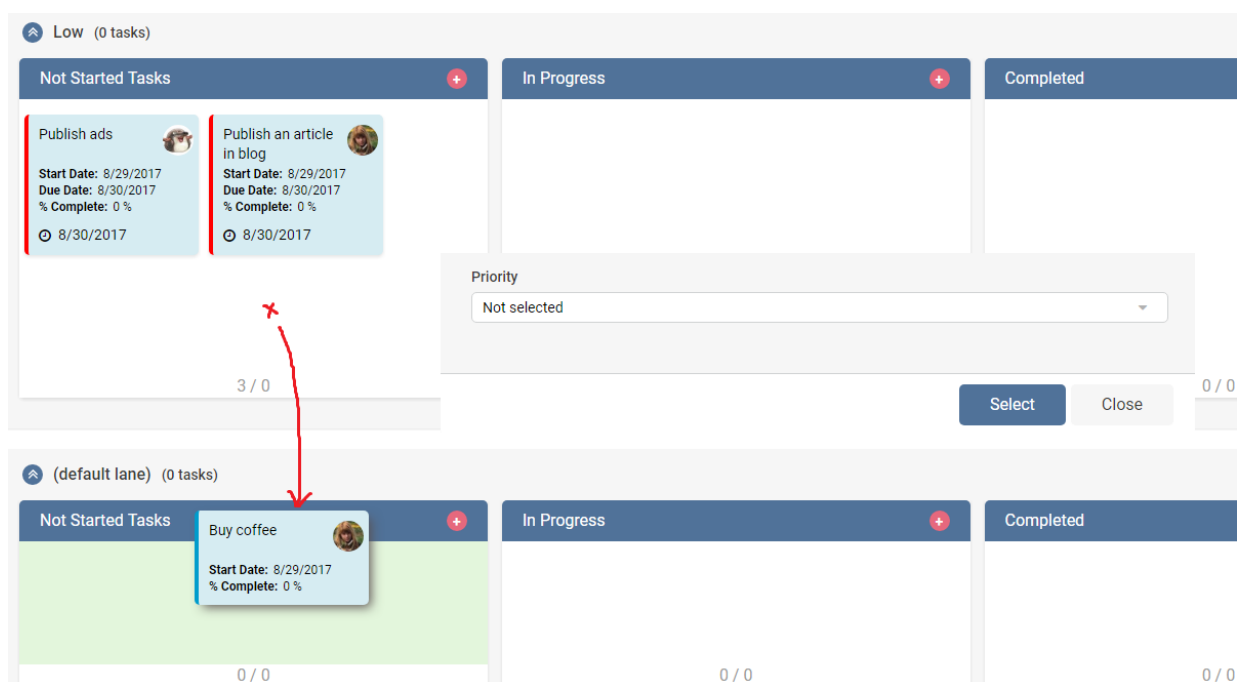 Low (0 tasks)
Not Started Tasks
In Progress
Completed
Publish ads
Start Date: 8/29/2017
Due Date: 8/30/2017
% Complete: 0 %
8/30/2017
Publish an article
in blog
Start Date: 8/29/2017
Due Date: 8/30/2017
% Complete: 0 %
8/30/2017
Priority
Not selected
3 / 0
0 / 0
Select
Close
(default lane) (0 tasks)
Not Started Tasks
In Progress
Completed
Buy coffee
Start Date: 8/29/2017
% Complete: 0 %
0 / 0
0 / 0
0 / 0